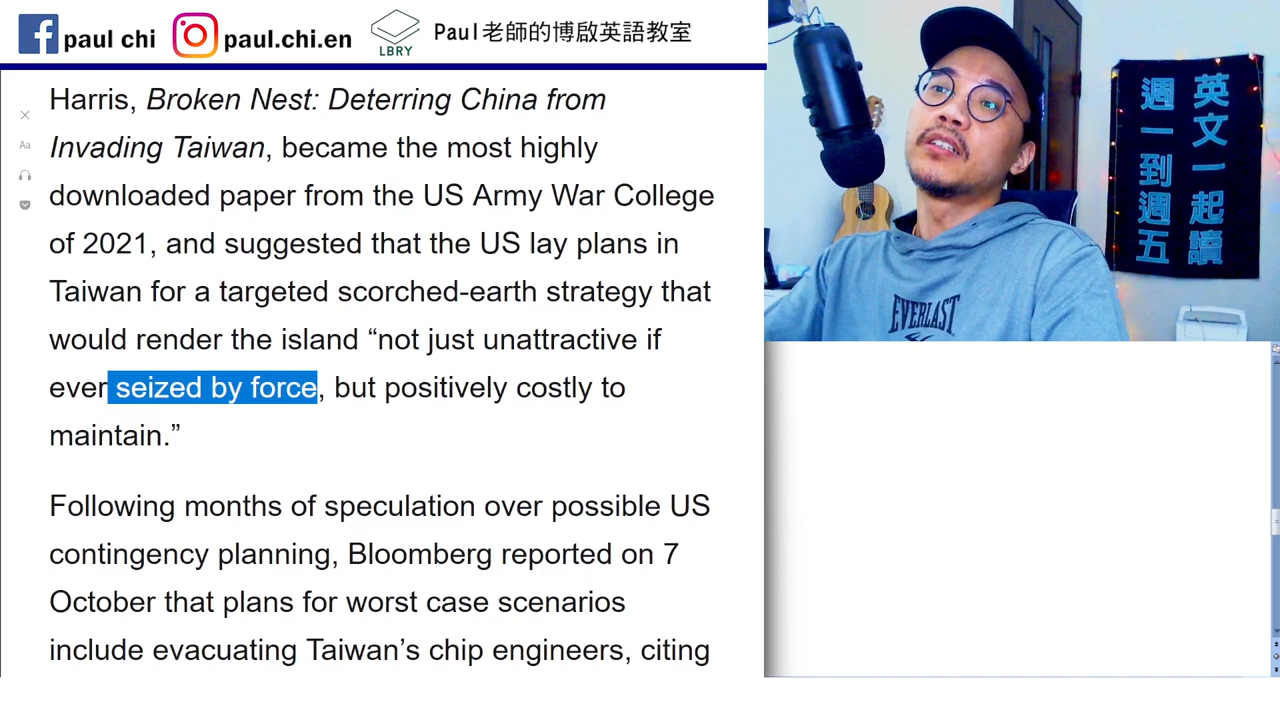 paul chi
paul.chi.en
LBRY
Paul老師的博啟英語教室
Harris, Broken Nest: Deterring China from
Invading Taiwan, became the most highly
downloaded paper from the US Army War College
of 2021, and suggested that the US lay plans in
Taiwan for a targeted scorched-earth strategy that
would render the island “not just unattractive if
ever seized by force, but positively costly to
maintain.”
Following months of speculation over possible US
contingency planning, Bloomberg reported on 7
October that plans for worst case scenarios
include evacuating Taiwan’s chip engineers, citing
Aa
英文一起讀
週一到週五
EVERLAST